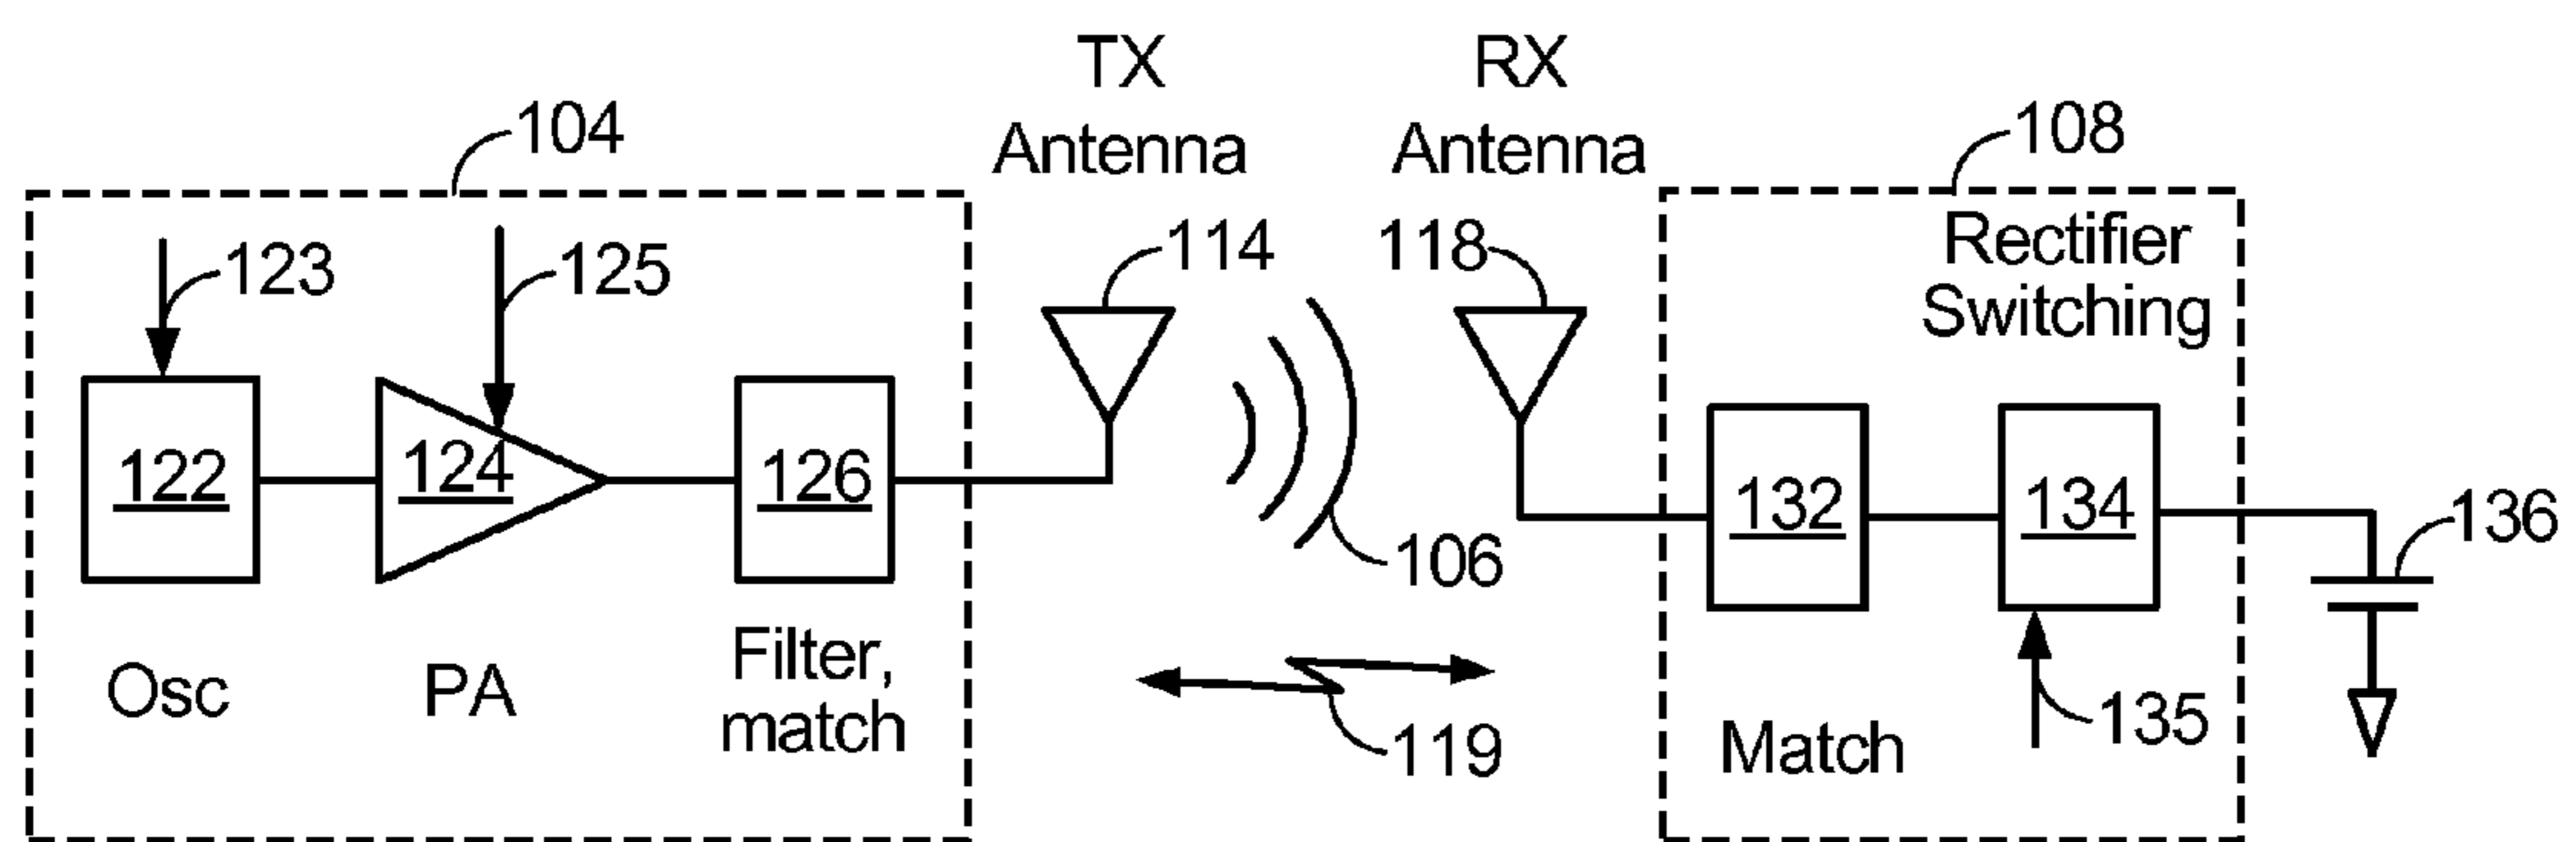 TX
Antenna
RX
Antenna
104
108
Rectifier
Switching
123
125
114
118
122
124
126
106
132
134
136
Osc
PA
Filter,
match
119
Match
135